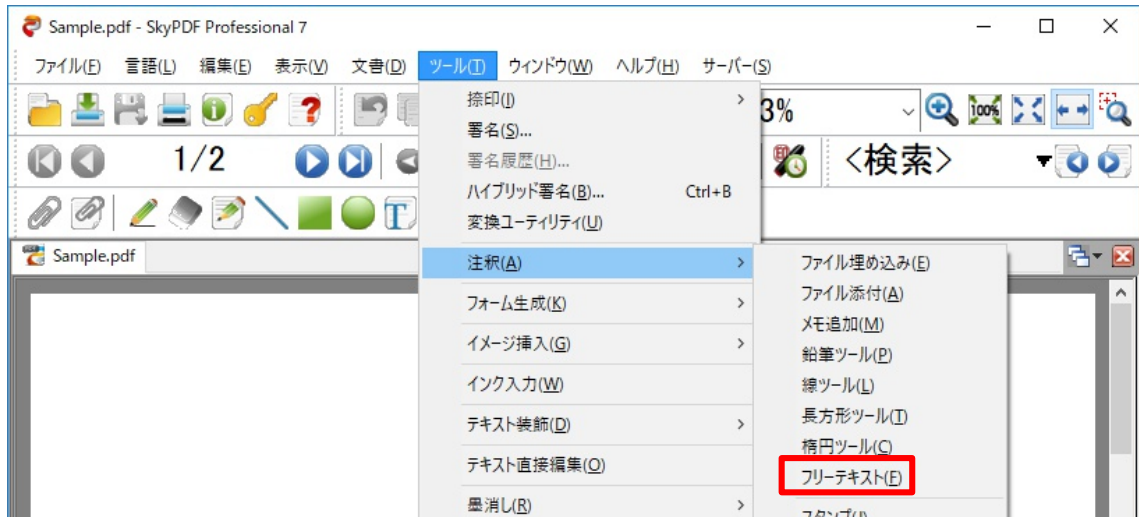 Sample.pdf - SkyPDF Professional 7
ファイル(F) 言語(L) 編集(E) 表示(V) 文書(D) ツール(T) ウィンドウ(W) ヘルプ(H) サーバー(S)
3%
100%
1/2
<検索>
T
Sample.pdf
捺印(J)
署名(S)...
署名履歴(H)...
ハイブリッド署名(B)... Ctrl+B
変換ユーティリティ(U)
注釈(A)
フォーム生成(K)
イメージ挿入(G)
インク入力(W)
テキスト装飾(D)
テキスト直接編集(O)
墨消し(R)
ファイル埋め込み(E)
ファイル添付(A)
メモ追加(M)
鉛筆ツール(P)
線ツール(L)
長方形ツール(T)
楕円ツール(C)
フリーテキスト(F)